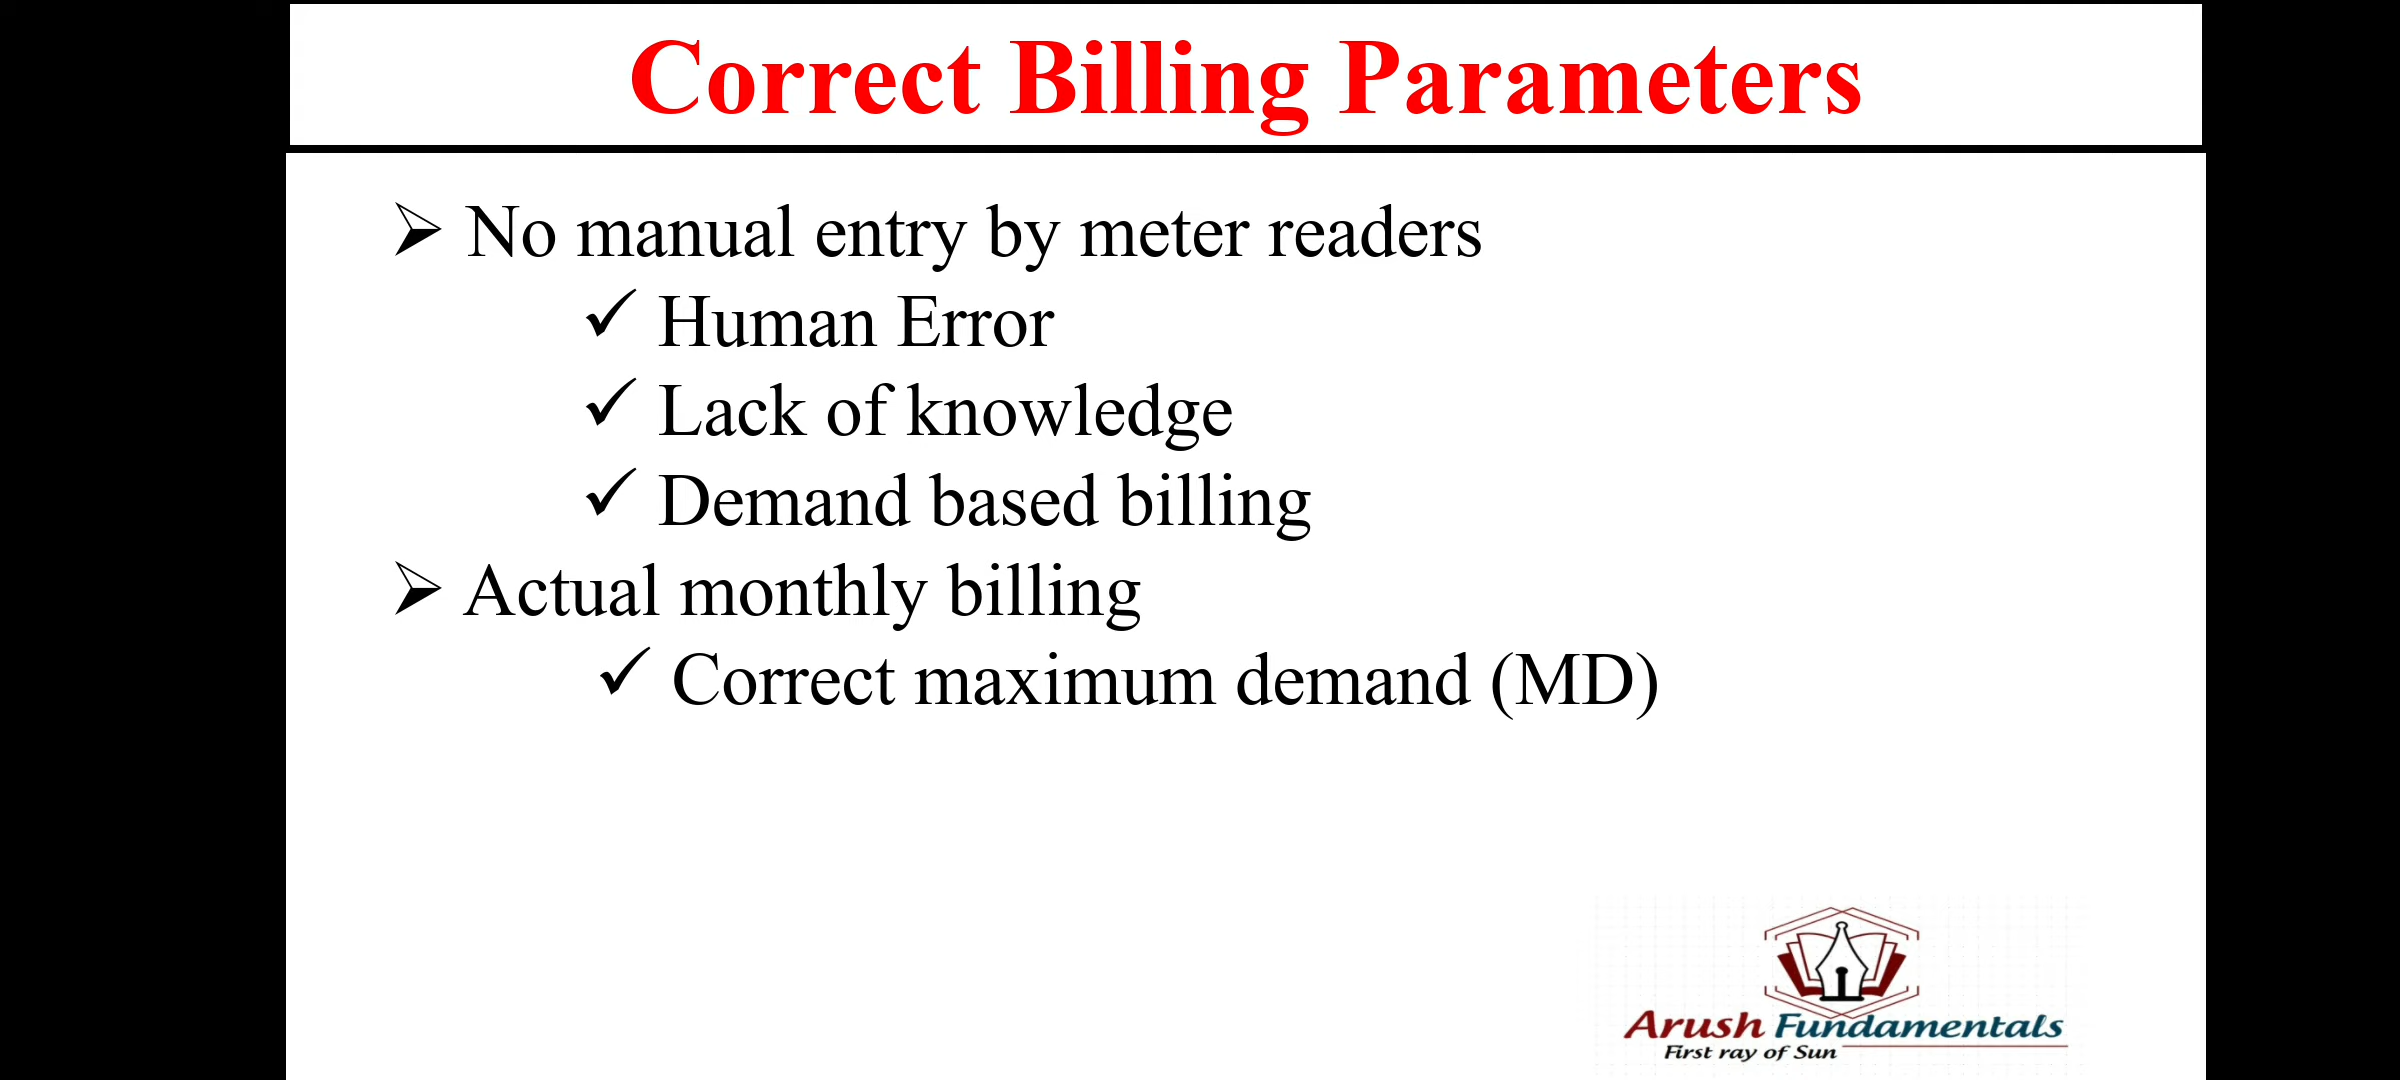 Correct Billing Parameters
➢ No manual entry by meter readers
✓ Human Error
✓ Lack of knowledge
✓ Demand based billing
➢ Actual monthly billing
✓ Correct maximum demand (MD)
Arush Fundamentals
First ray of Sun